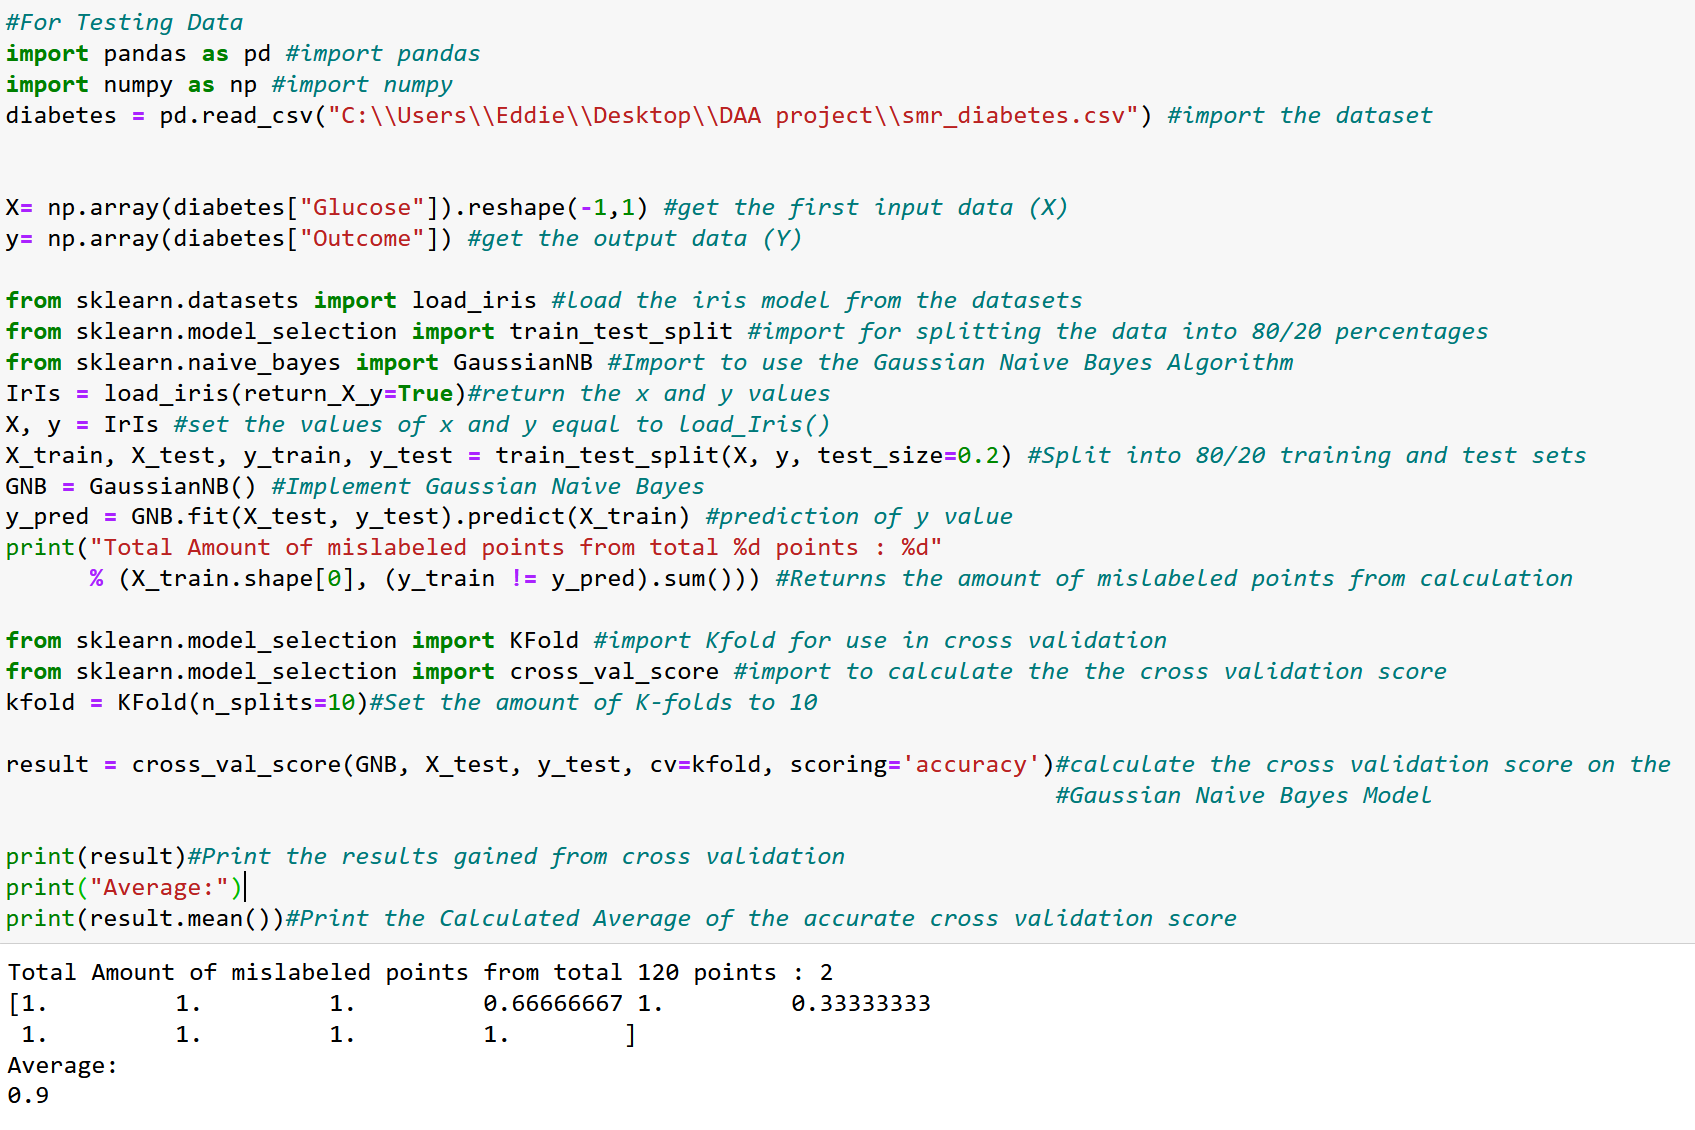 #For Testing Data
import pandas as pd #import pandas
import numpy as np #import numpy
diabetes = pd.read_csv("C:\\Users\\Eddie\\Desktop\\DAA project\\smr_diabetes.csv") #import the dataset
X= np.array(diabetes["Glucose"]).reshape(-1,1) #get the first input data (X)
y= np.array(diabetes["Outcome"]) #get the output data (Y)
from sklearn.datasets import load_iris #load the iris model from the datasets
from sklearn.model_selection import train_test_split #import for splitting the data into 80/20 percentages
from sklearn.naive_bayes import GaussianNB #Import to use the Gaussian Naive Bayes Algorithm
IrIs = load_iris(return_X_y=True)#return the x and y values
X, y = IrIs #set the values of x and y equal to load_Iris()
X_train, X_test, y_train, y_test = train_test_split(X, y, test_size=0.2) #Split into 80/20 training and test sets
GNB = GaussianNB() #Implement Gaussian Naive Bayes
y_pred = GNB.fit(X_test, y_test).predict(X_train) #prediction of y value
print("Total Amount of mislabeled points from total %d points : %d"
      % (X_train.shape[0], (y_train != y_pred).sum())) #Returns the amount of mislabeled points from calculation
from sklearn.model_selection import KFold #import Kfold for use in cross validation
from sklearn.model_selection import cross_val_score #import to calculate the the cross validation score
kfold = KFold(n_splits=10)#Set the amount of K-folds to 10
result = cross_val_score(GNB, X_test, y_test, cv=kfold, scoring='accuracy')#calculate the cross validation score on the
#Gaussian Naive Bayes Model
print(result)#Print the results gained from cross validation
print("Average:")
print(result.mean())#Print the Calculated Average of the accurate cross validation score
Total Amount of mislabeled points from total 120 points : 2
[1.         1.         1.         0.66666667 1.         0.33333333
 1.         1.         1.         1.        ]
Average:
0.9